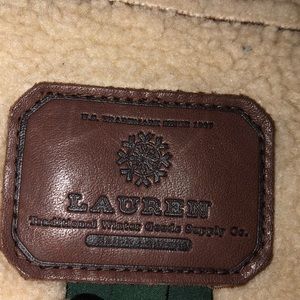 U.S. TRADEMARK SINCE
LAUREN
Traditional Winter Goods Supply Co.